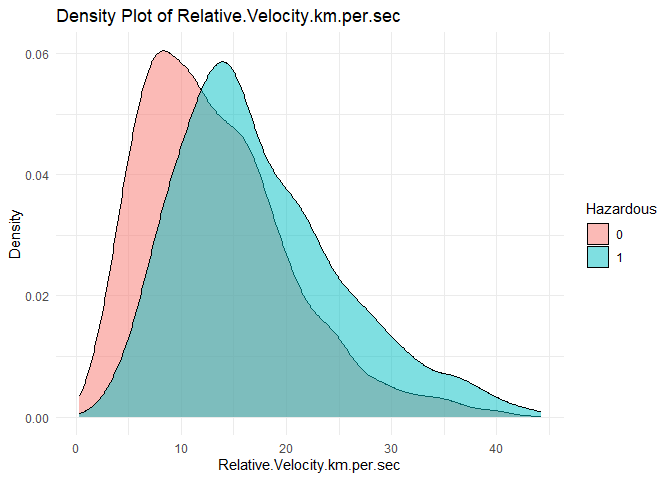 Density Plot of Relative.Velocity.km.per.sec
0.06
0.04
0.02
0.00
Density
0
10
20
30
40
Relative.Velocity.km.per.sec
Hazardous
0
1